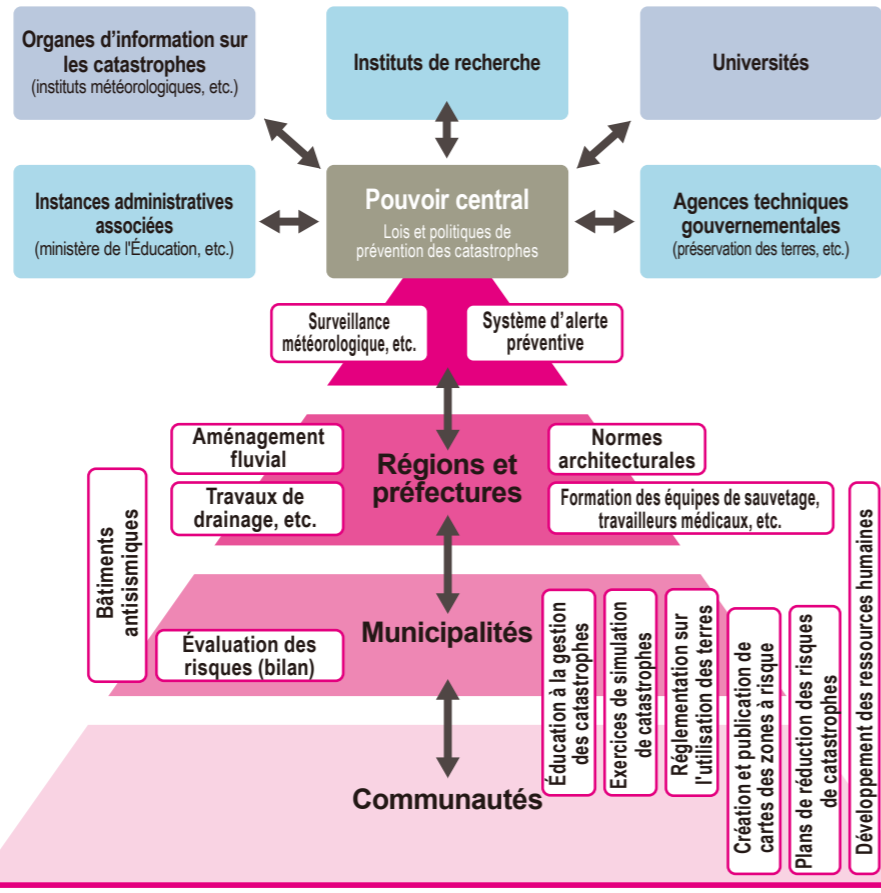 Organes d'information sur
les catastrophes
(instituts météorologiques, etc.)
Instituts de recherche
Universités
Instances administratives
associées
(ministère de l'Éducation, etc.)
Pouvoir central
Lois et politiques de
prévention des catastrophes
Agences techniques
gouvernementales
(préservation des terres, etc.)
Surveillance
météorologique, etc.
Système d'alerte
préventive
Aménagement
fluvial
Normes
architecturales
Régions et
préfectures
Travaux de
drainage, etc.
Formation des équipes de sauvetage,
travailleurs médicaux, etc.
Bâtiments
antisismiques
Municipalités
Évaluation des
risques (bilan)
Éducation à la gestion
des catastrophes
Exercices de simulation
de catastrophes
Réglementation sur
l'utilisation des terres
Création et publication de
cartes des zones à risque
Plans de réduction des risques
de catastrophes
Développement des ressources humaines
Communautés